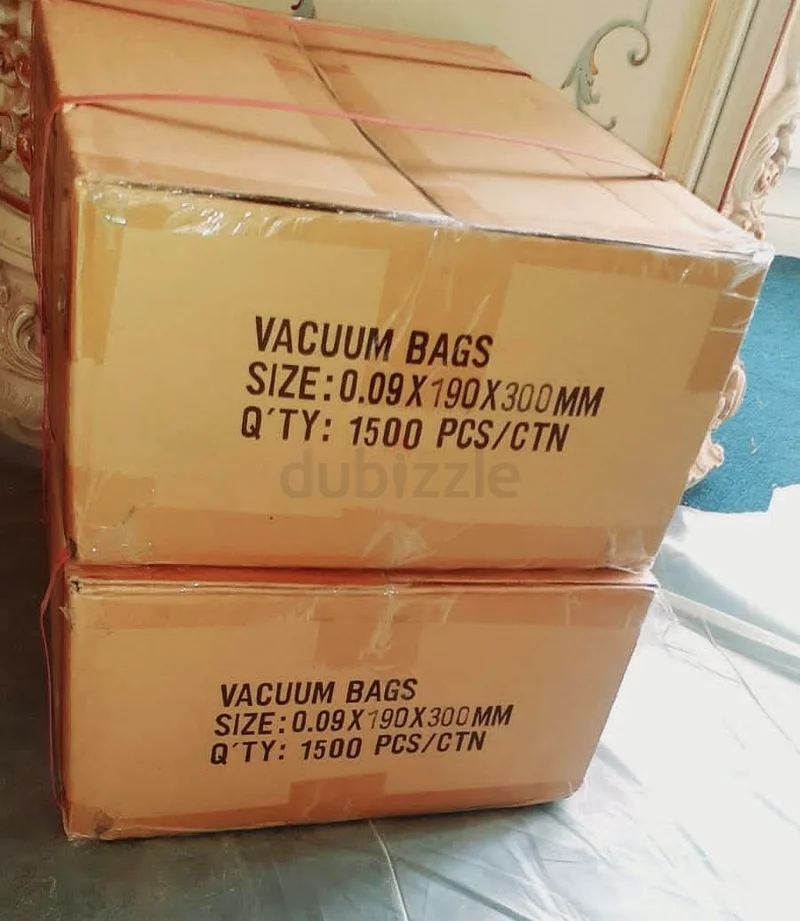 VACUUM BAGS
SIZE: 0.09X190X300MM
Q'TY: 1500 PCS/CTN
dubizzle
VACUUM BAGS
SIZE: 0.09X190X300MM
Q'TY: 1500 PCS/CTN